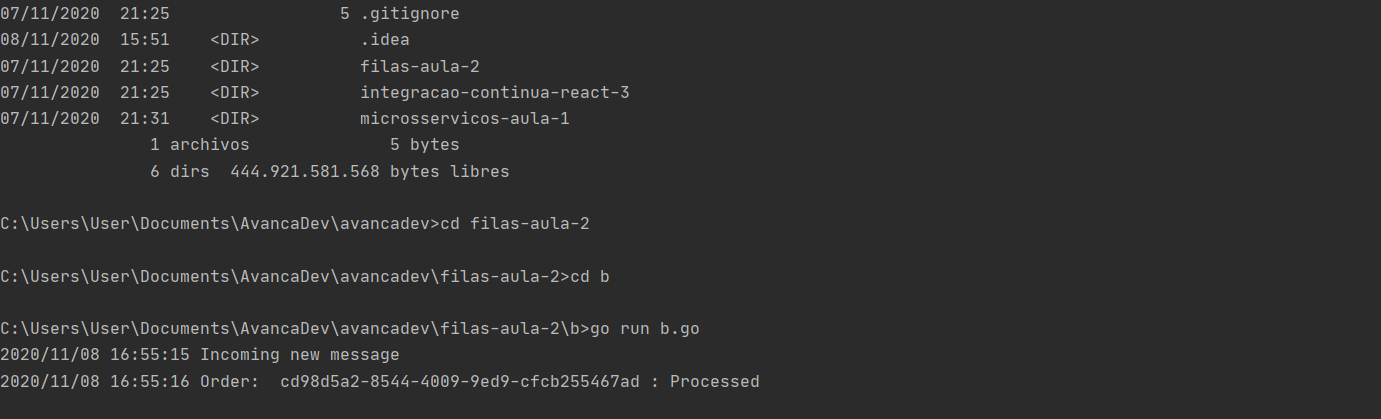 07/11/2020  21:25                 5 .gitignore
08/11/2020  15:51    <DIR>          .idea
07/11/2020  21:25    <DIR>          filas-aula-2
07/11/2020  21:25    <DIR>          integracao-continua-react-3
07/11/2020  21:31    <DIR>          microsservicos-aula-1
               1 archivos              5 bytes
               6 dirs  444.921.581.568 bytes libres
C:\Users\User\Documents\AvancaDev\avancadev>cd filas-aula-2
C:\Users\User\Documents\AvancaDev\avancadev\filas-aula-2>cd b
C:\Users\User\Documents\AvancaDev\avancadev\filas-aula-2\b>go run b.go
2020/11/08 16:55:15 Incoming new message
2020/11/08 16:55:16 Order:  cd98d5a2-8544-4009-9ed9-cfcb255467ad : Processed